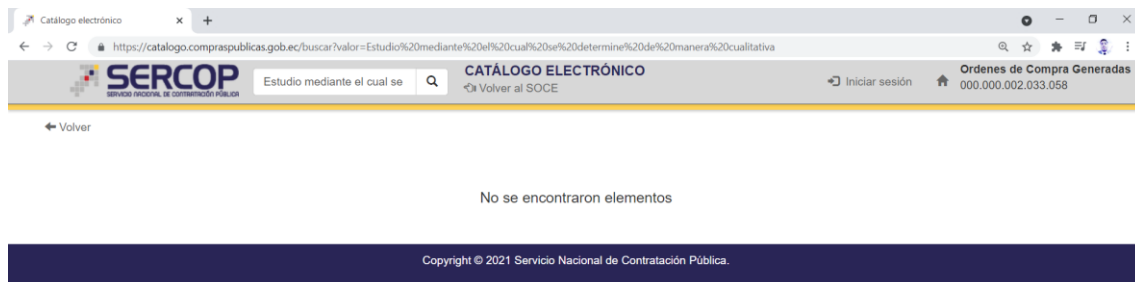 Catálogo electrónico
https://catalogo.compraspublicas.gob.ec/buscar?valor=Estudio%20mediante%20el%20cual%20se%20determine%20de%20manera%20cualitativa
SERCOP
SERVICIO NACIONAL DE CONTRATACIÓN PÚBLICA
Estudio mediante el cual se
CATÁLOGO ELECTRÓNICO
Volver al SOCE
Iniciar sesión
Ordenes de Compra Generadas
000.000.002.033.058
Volver
No se encontraron elementos
Copyright © 2021 Servicio Nacional de Contratación Pública.